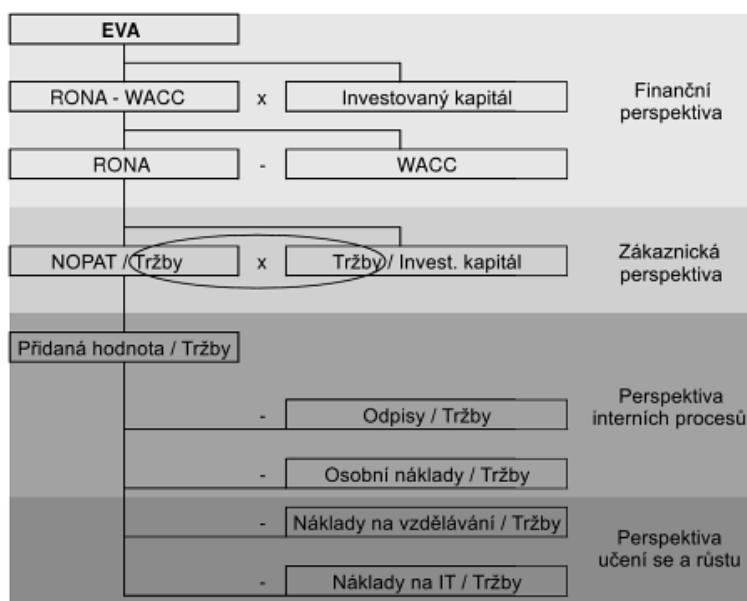 EVA
RONA - WACC x Investovaný kapitál
Finanční
perspektiva
RONA - WACC
NOPAT / Tržby x Tržby / Invest. kapitál
Zákaznická
perspektiva
Přidaná hodnota / Tržby
- Odpisy / Tržby
Perspektiva
interních procesů
- Osobní náklady / Tržby
- Náklady na vzdělávání / Tržby
Perspektiva
učení se a růstu
- Náklady na IT / Tržby